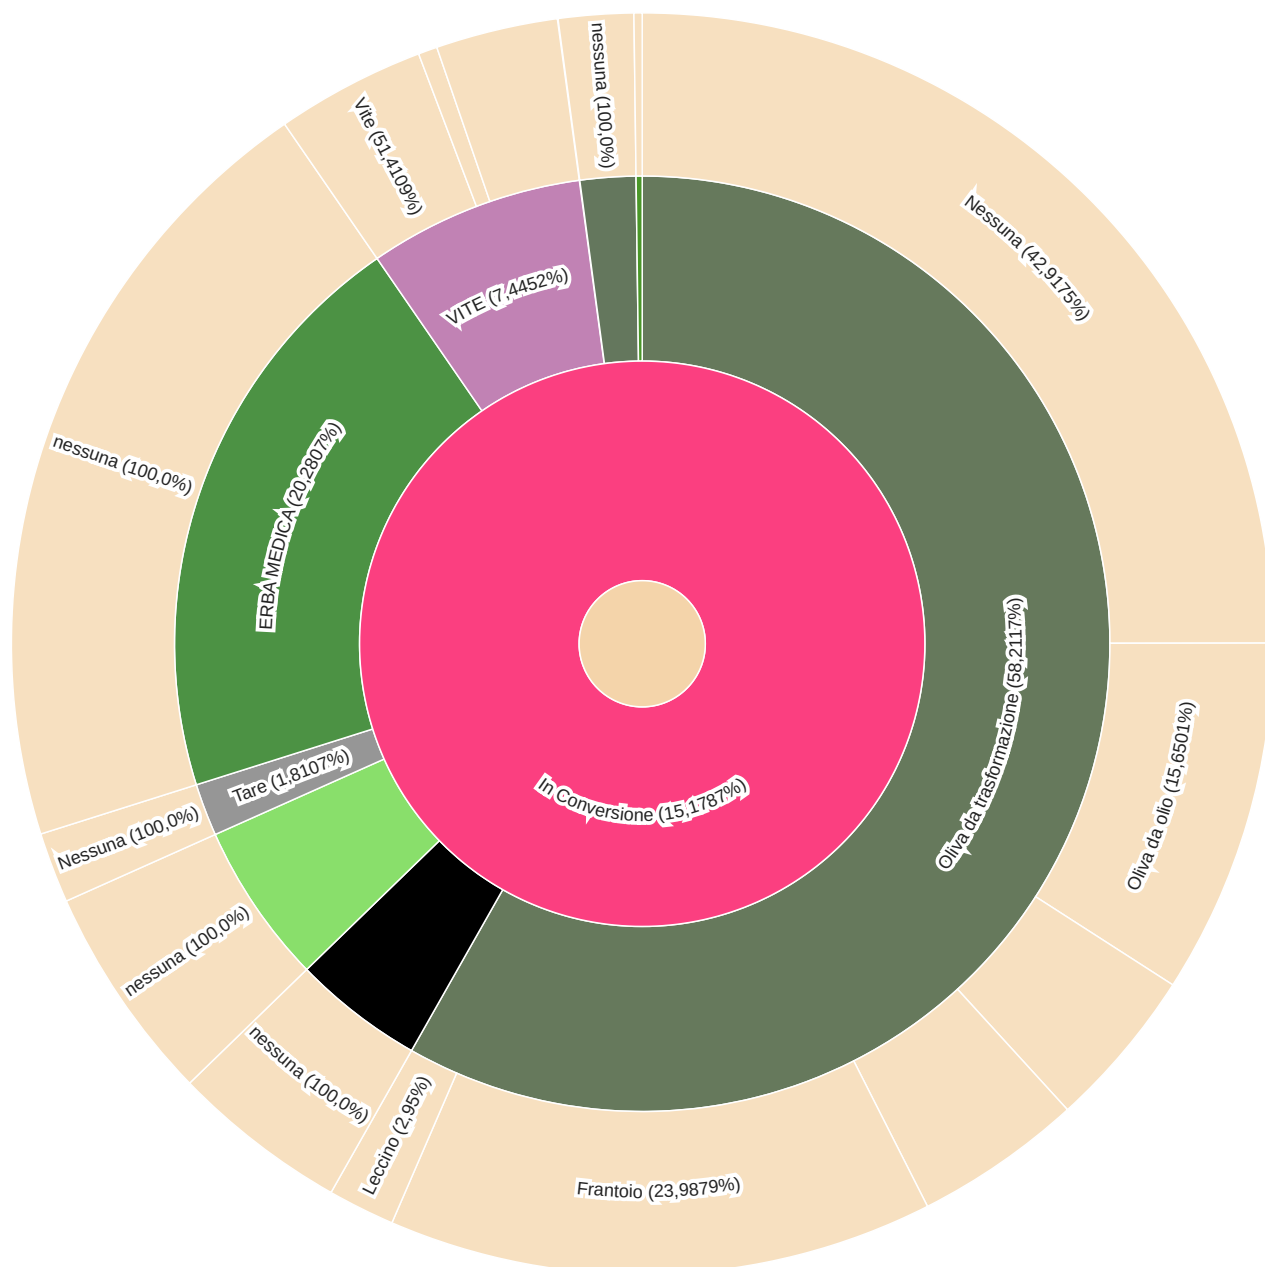 nessuna (100,0%)
Vite (51,4109%)
Nessuna (42,9175%)
VITE (7,4452%)
nessuna (100,0%)
ERBA MEDICA (20,2807%)
Oliva da trasformazione (58,2117%)
Oliva da olio (15,6501%)
Tare (1,8107%)
In Conversione (15,1787%)
Nessuna (100,0%)
nessuna (100,0%)
nessuna (100,0%)
Leccino (2,95%)
Frantoio (23,9879%)